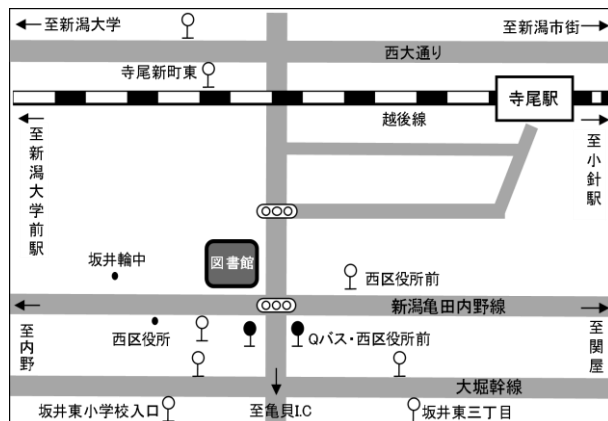 至新潟大学
至新潟市街
西大通り
寺尾新町東
寺尾駅
越後線
至新潟大学前駅
至小針駅
図書館
坂井輪中
西区役所前
新潟亀田内野線
至内野
西区役所
Qバス・西区役所前
至関屋
大堀幹線
坂井東小学校入口
至亀貝I.C
坂井東三丁目